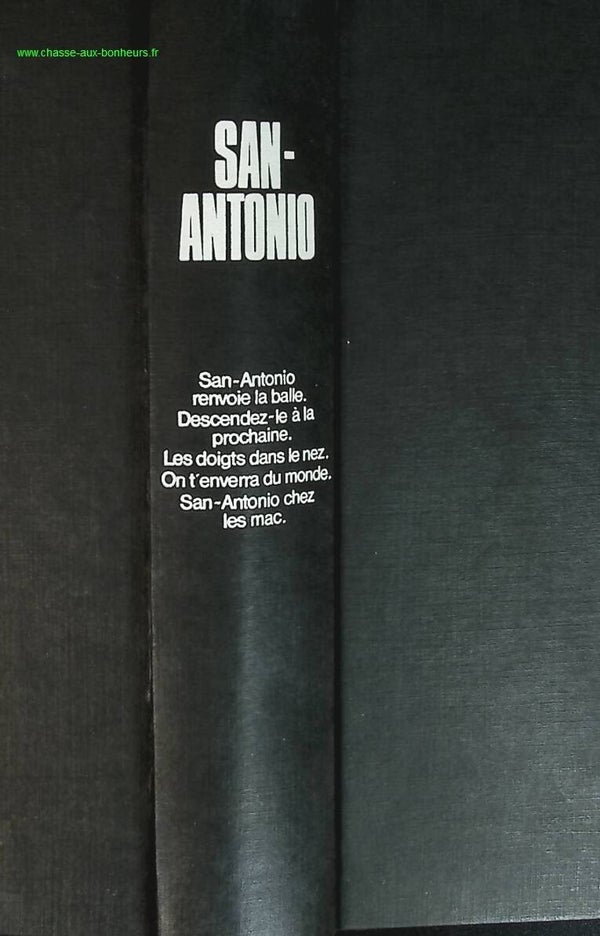 www.chasse-aux-bonheurs.fr
SAN-
ANTONIO
San-Antonio
renvoie la balle.
Descendez-le à la
prochaine.
Les doigts dans le nez.
On t'enverra du monde.
San-Antonio chez
les mac.